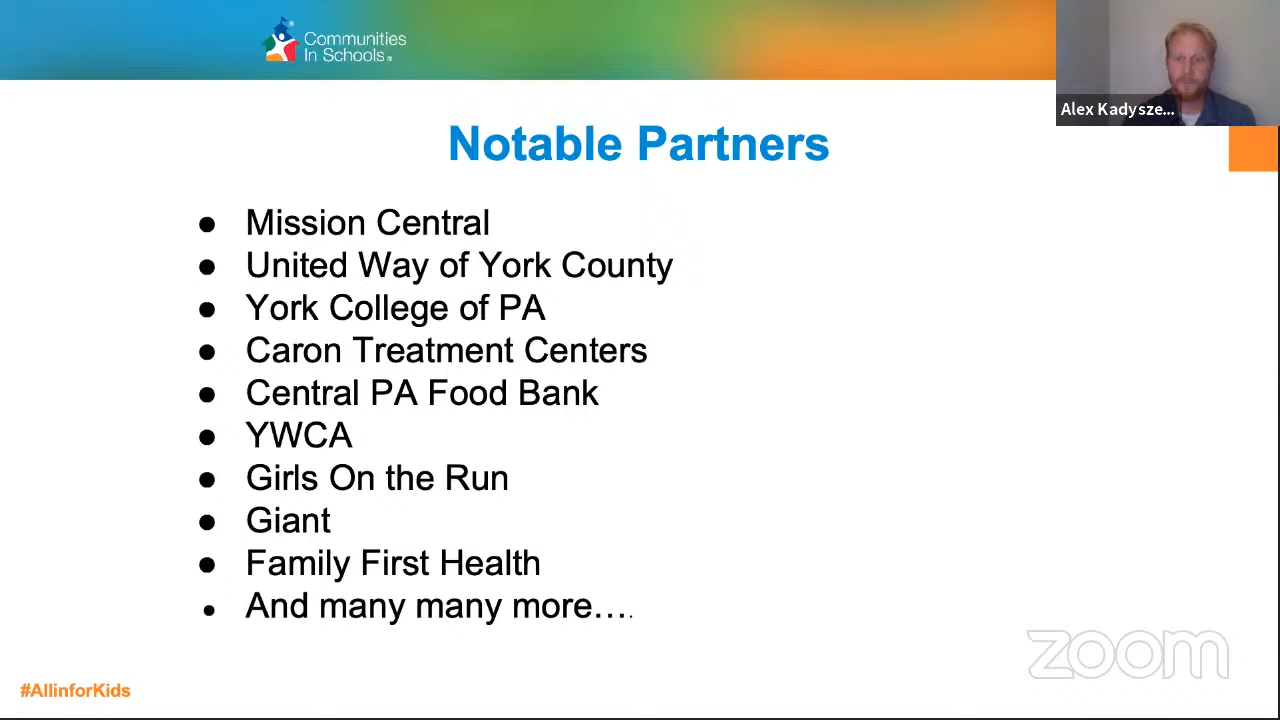 Communities
In Schools®
Alex Kadysze...
Notable Partners
● Mission Central
● United Way of York County
● York College of PA
● Caron Treatment Centers
● Central PA Food Bank
● YWCA
● Girls On the Run
● Giant
● Family First Health
● And many many more….
zoom
#AllinforKids